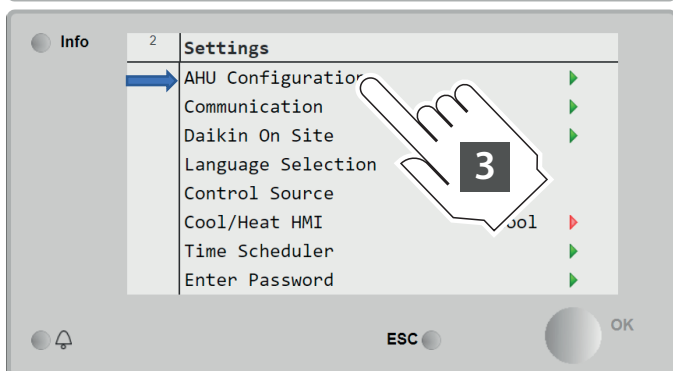 Info
2
Settings
AHU Configuration
Communication
Daikin On Site
Language Selection
3
Control Source
Cool/Heat HMI ool
Time Scheduler
Enter Password
ESC
OK